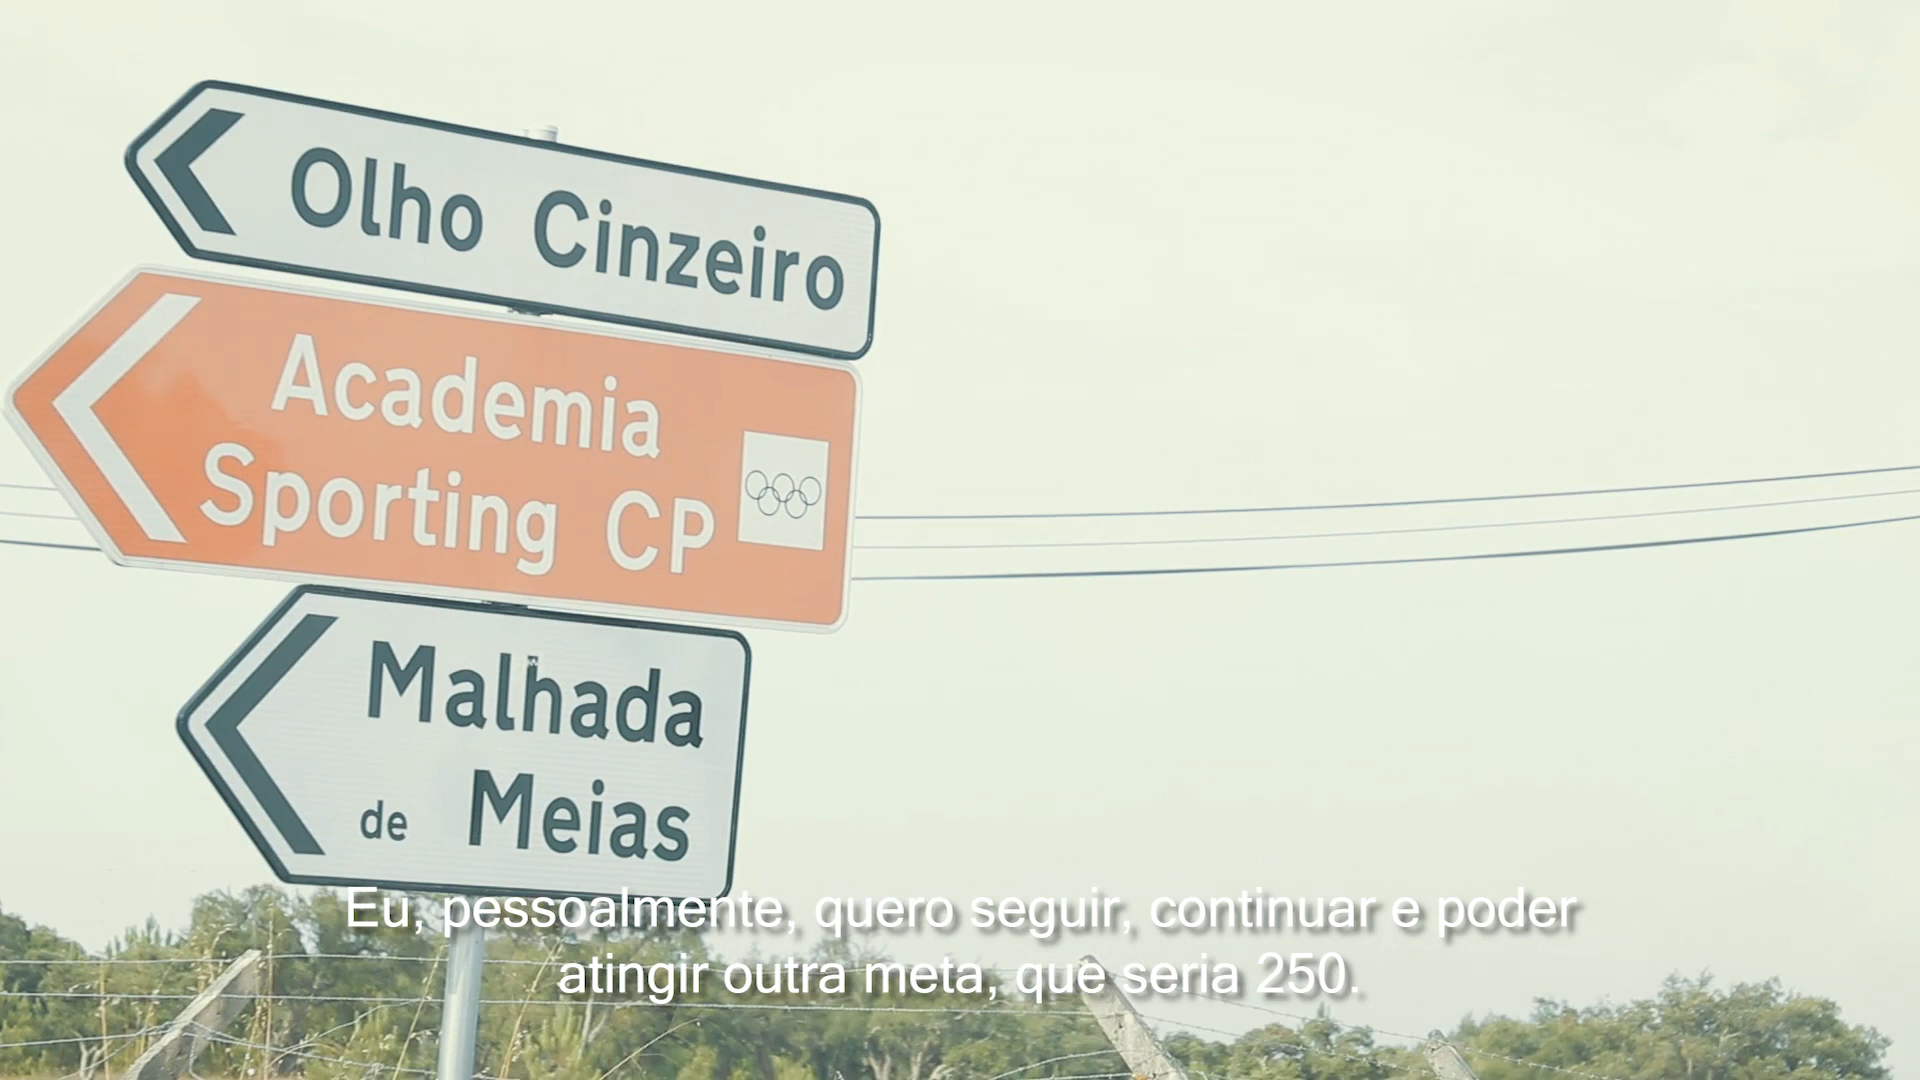 Olho Cinzeiro
Academia
Sporting CP
Malhada
de Meias
Eu, pessoalmente, quero seguir, continuar e poder
atingir outra meta, que seria 250.